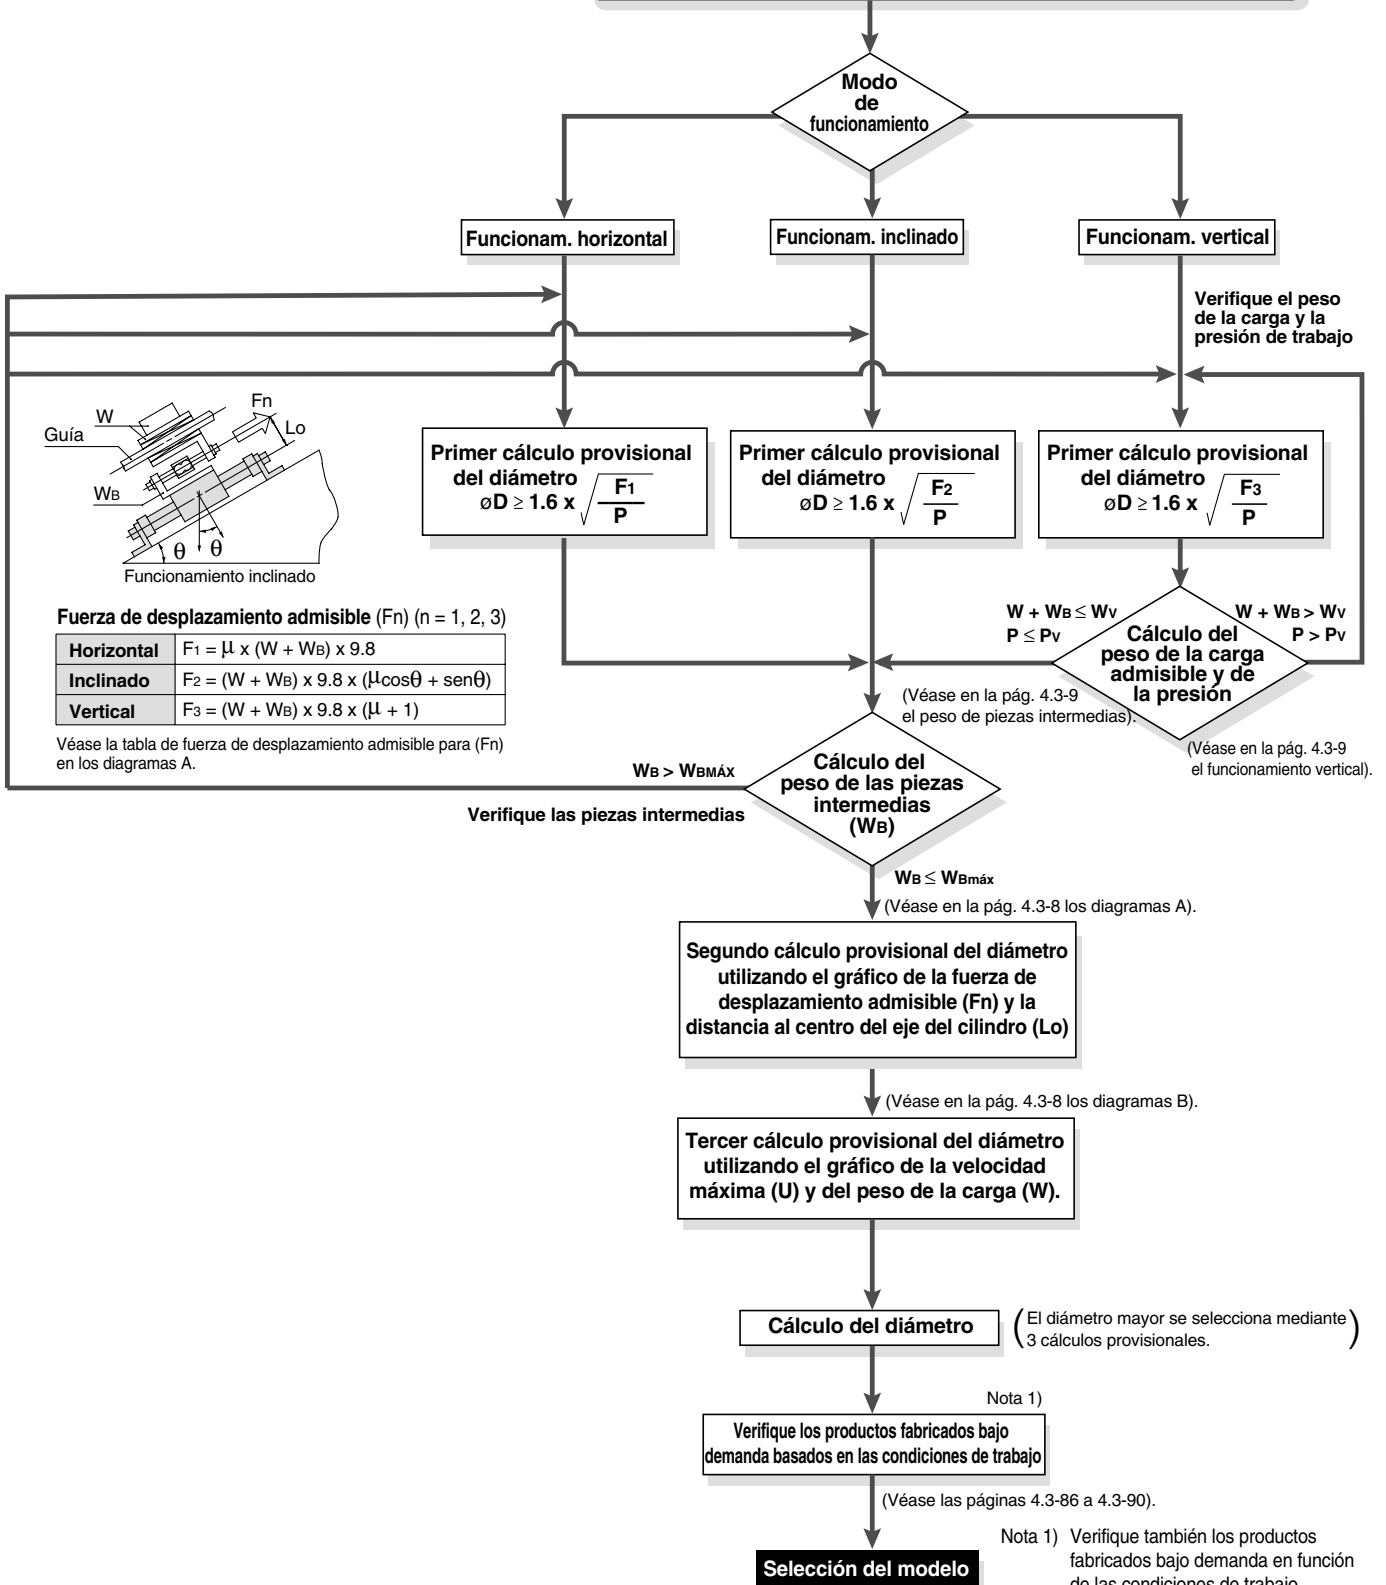 Modo
de
funcionamiento
Funcionam. horizontal
Funcionam. inclinado
Funcionam. vertical
Verifique el peso
de la carga y la
presión de trabajo
W
Guía
WB
Fn
Lo
θ
θ
Funcionamiento inclinado
Primer cálculo provisional
del diámetro
øD ≥ 1.6 x √ F1
P
Primer cálculo provisional
del diámetro
øD ≥ 1.6 x √ F2
P
Primer cálculo provisional
del diámetro
øD ≥ 1.6 x √ F3
P
Fuerza de desplazamiento admisible (Fn) (n = 1, 2, 3)
Horizontal F1 = μ x (W + WB) x 9.8
Inclinado F2 = (W + WB) x 9.8 x (μcosθ + senθ)
Vertical F3 = (W + WB) x 9.8 x (μ + 1)
Véase la tabla de fuerza de desplazamiento admisible para (Fn)
en los diagramas A.
W + WB ≤ WV
P ≤ PV
W + WB > WV
P > PV
Cálculo del
peso de la carga
admisible y de
la presión
(Véase en la pág. 4.3-9
el peso de piezas intermedias).
(Véase en la pág. 4.3-9
el funcionamiento vertical).
WB > WBMÁX
Verifique las piezas intermedias
Cálculo del
peso de las piezas
intermedias
(WB)
WB ≤ WBmáx
(Véase en la pág. 4.3-8 los diagramas A).
Segundo cálculo provisional del diámetro
utilizando el gráfico de la fuerza de
desplazamiento admisible (Fn) y la
distancia al centro del eje del cilindro (Lo)
(Véase en la pág. 4.3-8 los diagramas B).
Tercer cálculo provisional del diámetro
utilizando el gráfico de la velocidad
máxima (U) y del peso de la carga (W).
Cálculo del diámetro
(El diámetro mayor se selecciona mediante
3 cálculos provisionales.)
Nota 1)
Verifique los productos fabricados bajo
demanda basados en las condiciones de trabajo
(Véase las páginas 4.3-86 a 4.3-90).
Selección del modelo
Nota 1) Verifique también los productos
fabricados bajo demanda en función
de las condiciones de trabajo